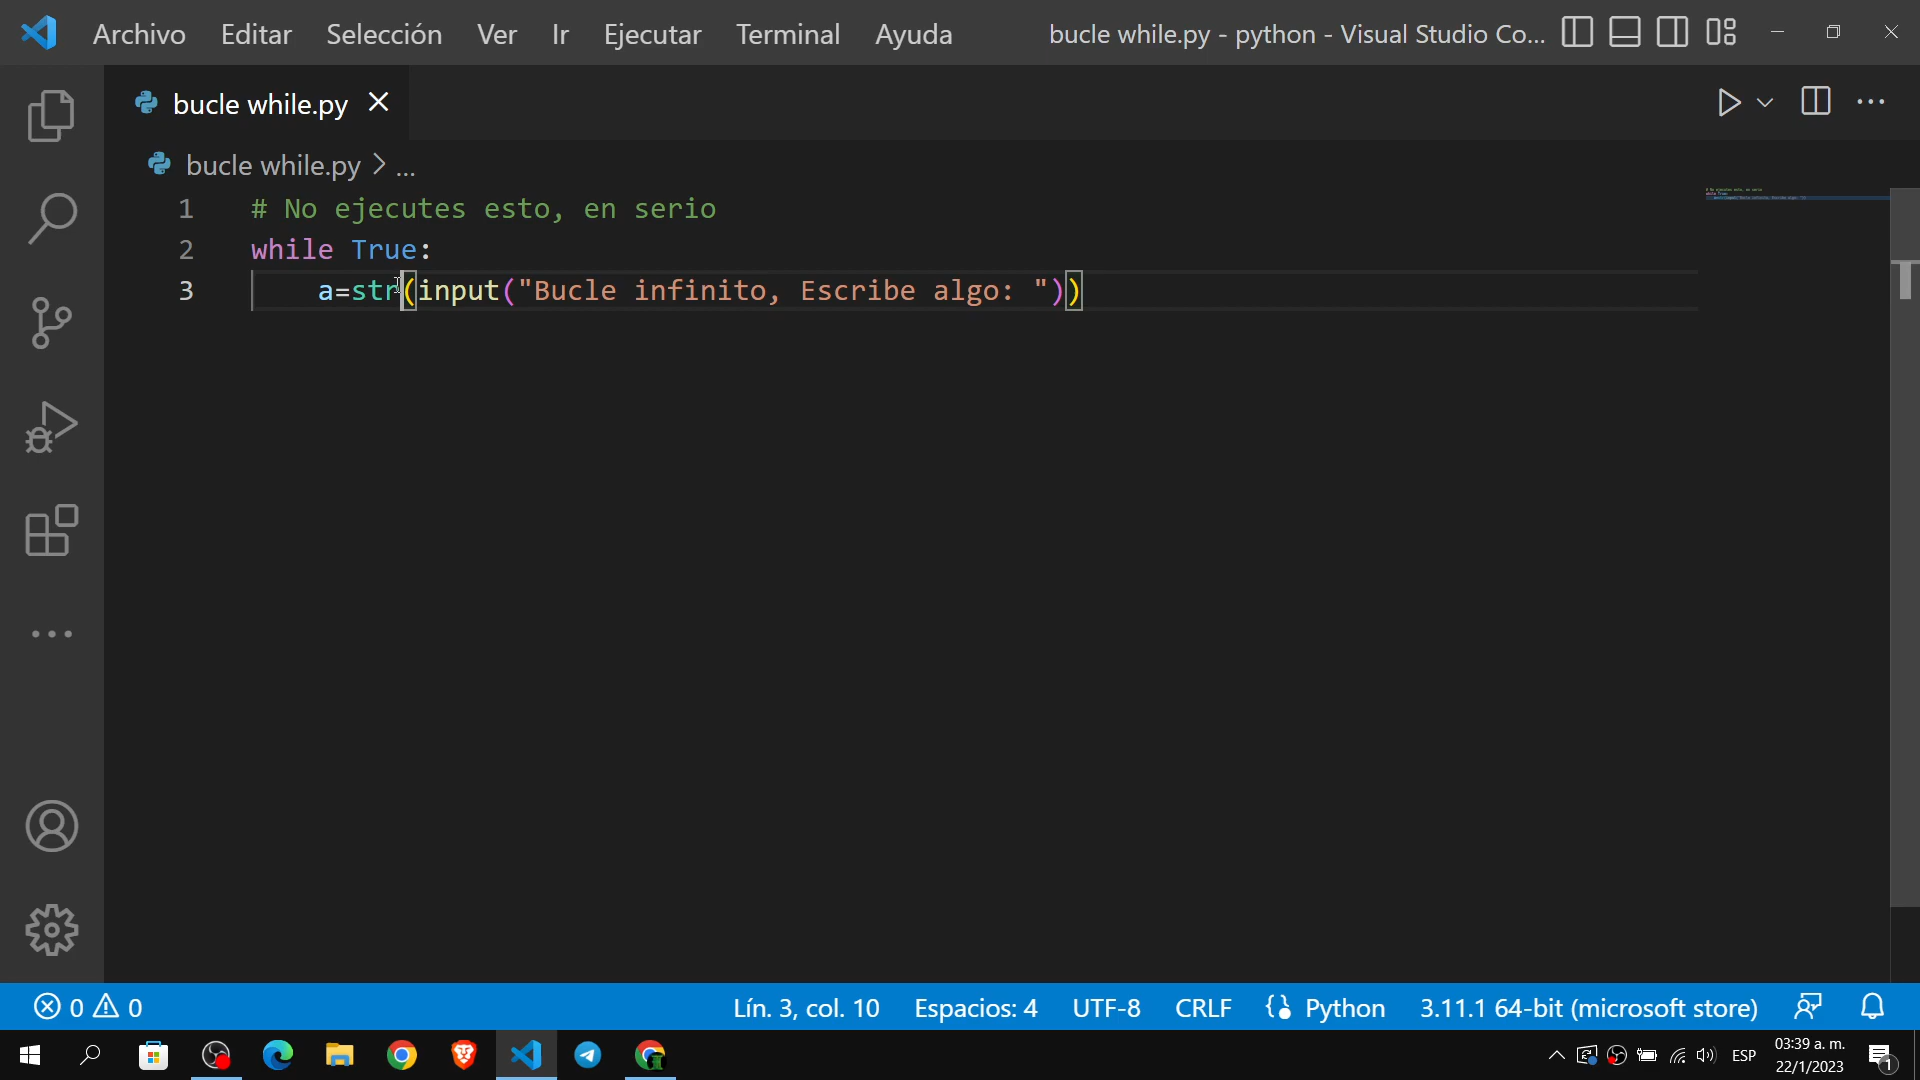 Archivo Editar Selección Ver Ir Ejecutar Terminal Ayuda bucle while.py - python - Visual Studio Co...
bucle while.py
bucle while.py > ...
1 # No ejecutes esto, en serio
2 while True:
3 a=str(input("Bucle infinito, Escribe algo: "))
0 0 Lín. 3, col. 10 Espacios: 4 UTF-8 CRLF Python 3.11.1 64-bit (microsoft store)
ESP
03:39 a. m.
22/1/2023
1